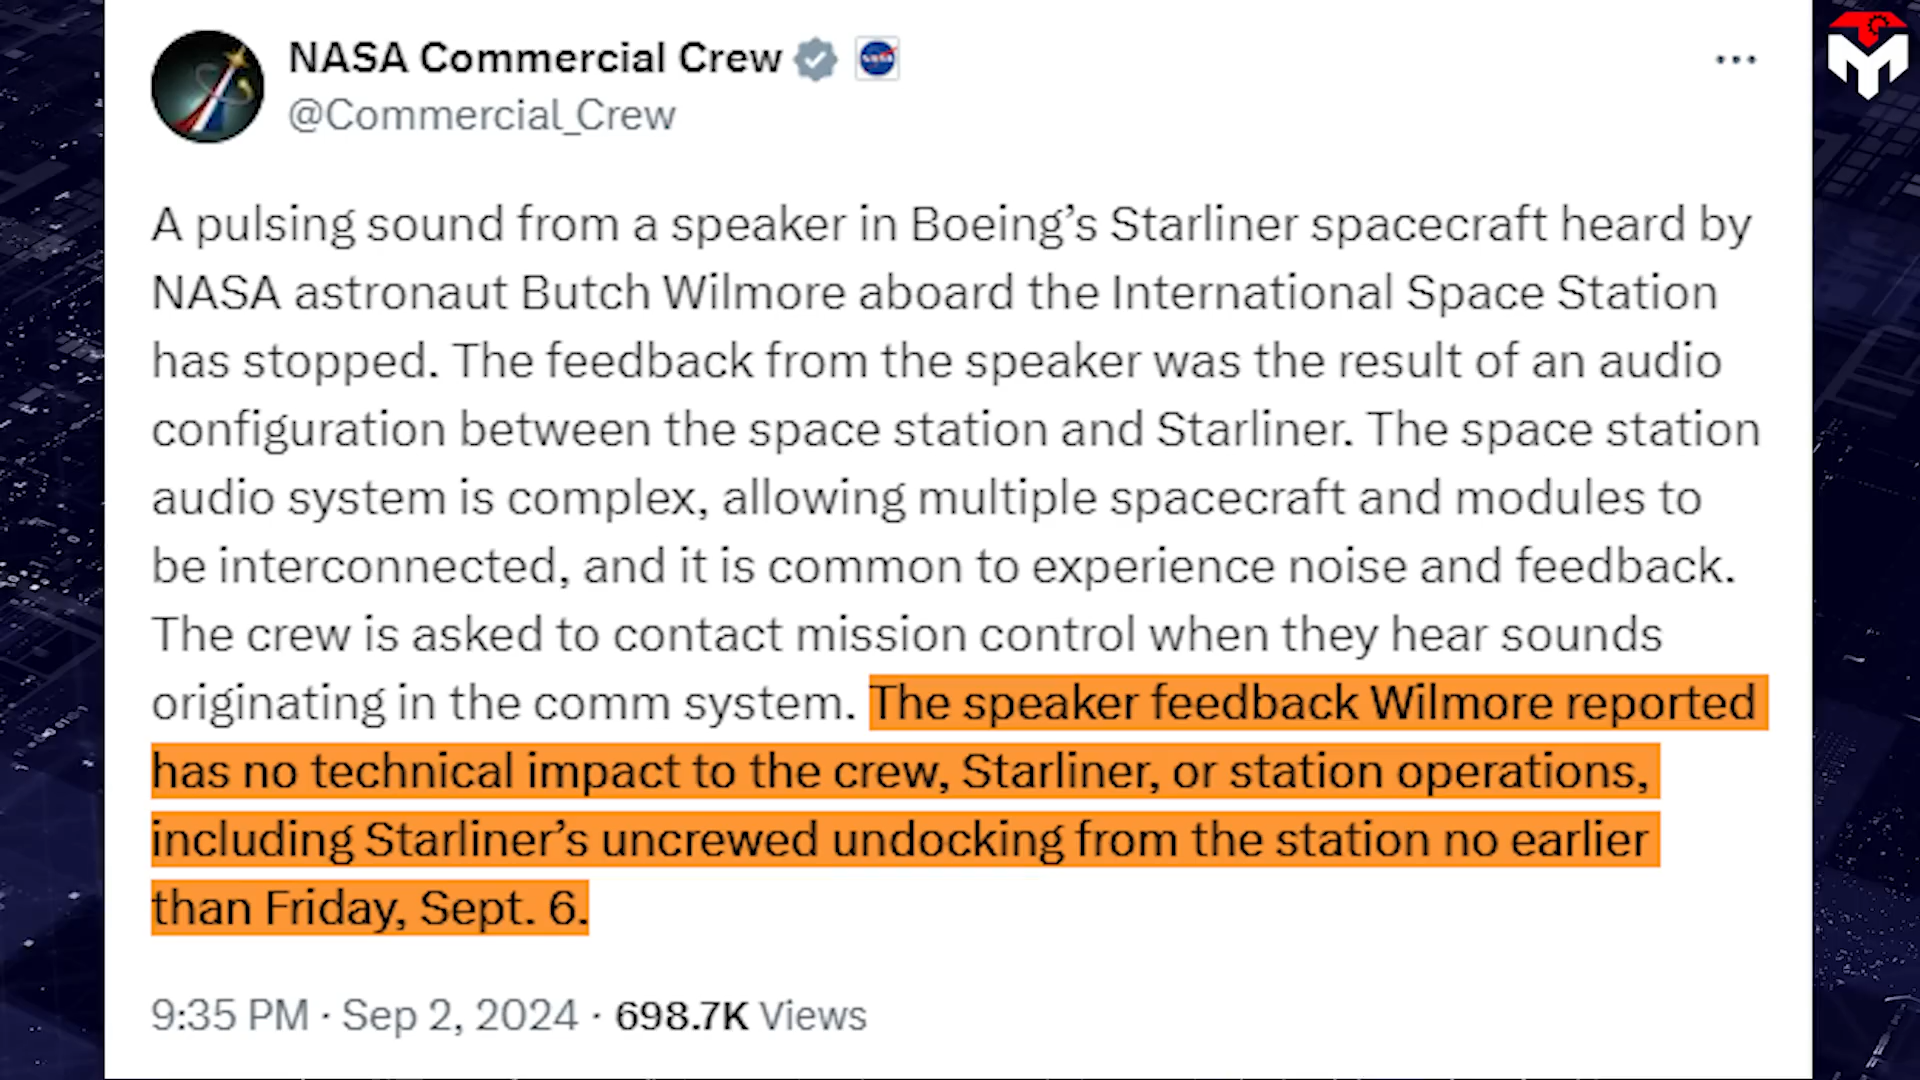 NASA Commercial Crew
@Commercial_Crew
A pulsing sound from a speaker in Boeing’s Starliner spacecraft heard by
NASA astronaut Butch Wilmore aboard the International Space Station
has stopped. The feedback from the speaker was the result of an audio
configuration between the space station and Starliner. The space station
audio system is complex, allowing multiple spacecraft and modules to
be interconnected, and it is common to experience noise and feedback.
The crew is asked to contact mission control when they hear sounds
originating in the comm system. The speaker feedback Wilmore reported
has no technical impact to the crew, Starliner, or station operations,
including Starliner’s uncrewed undocking from the station no earlier
than Friday, Sept. 6.
9:35 PM · Sep 2, 2024 · 698.7K Views